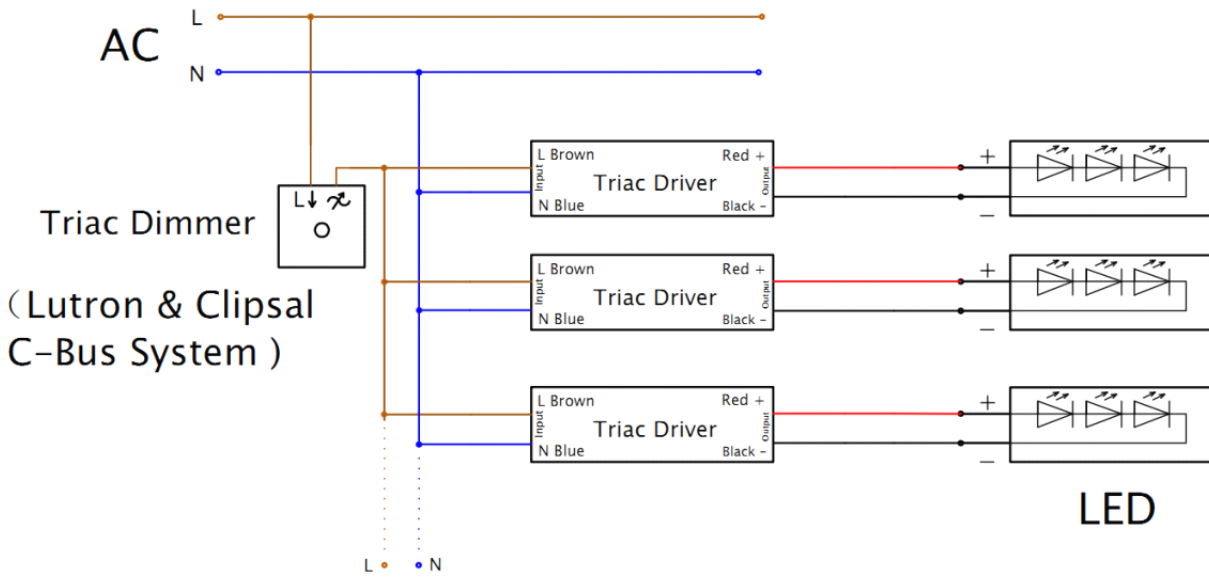 L
AC
N
L Brown
Red +
Input
Triac Driver
Output
N Blue
Black -
+
−
L
Triac Dimmer
（Lutron & Clipsal
C-Bus System )
L Brown
Red +
Input
Triac Driver
Output
N Blue
Black -
+
−
L Brown
Red +
Input
Triac Driver
Output
N Blue
Black -
+
−
LED
L
N